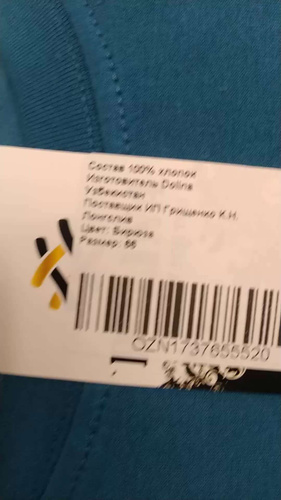 Состав 100% хлопок
Изготовитель Dolina
Узбекистан
Поставщик ИП Грищенко К.Н.
Лонгслив
Цвет: Бирюза
Размер: 66
OZN1737655520